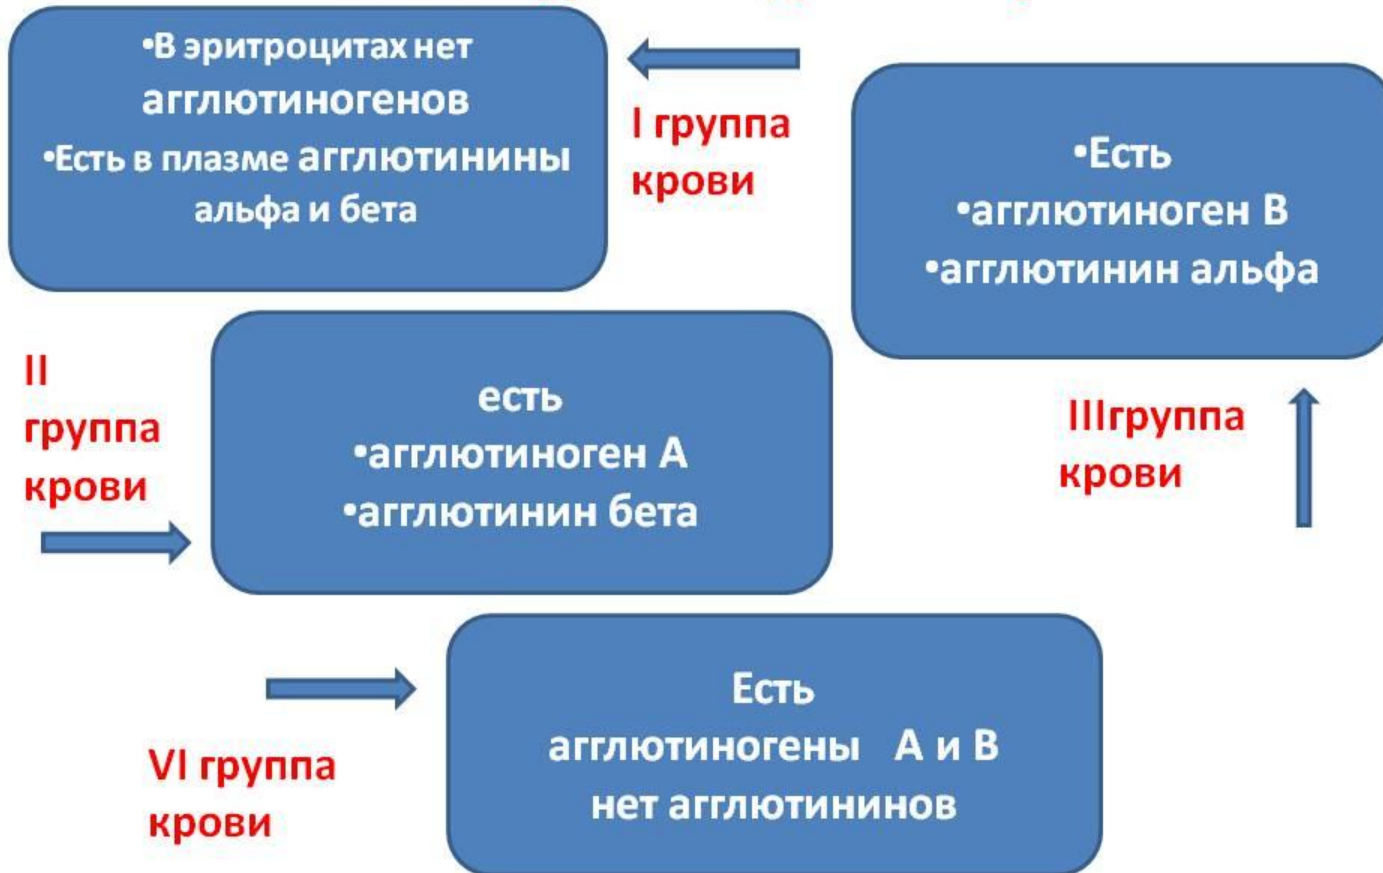 •В эритроцитах нет
агглютиногенов
•Есть в плазме агглютинины
альфа и бета
I группа
крови
•Есть
•агглютиноген В
•агглютинин альфа
II
группа
крови
есть
•агглютиноген А
•агглютинин бета
IIIгруппа
крови
VI группа
крови
Есть
агглютиногены А и В
нет агглютининов